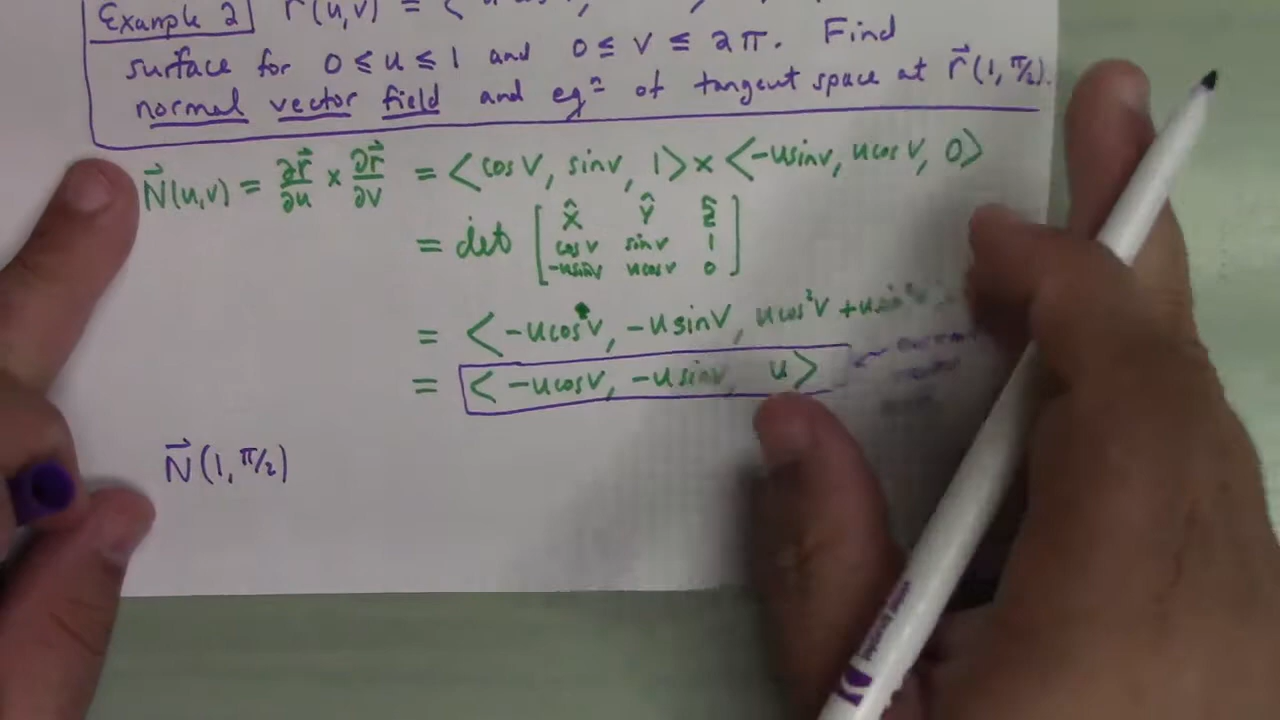 Example 2 r⃗(u,v) = <
surface for 0 ≤ u ≤ 1 and 0 ≤ v ≤ 2π. Find
normal vector field and eqⁿ of tangent space at r⃗(1, π/2).
N⃗(u,v) = ∂r⃗/∂u × ∂r⃗/∂v = <cos v, sin v, 1> × <-u sin v, u cos v, 0>
= det [ x̂ ŷ ẑ
cos v sin v 1
-u sin v u cos v 0 ]
= < -u cos v, -u sin v, u cos² v + u sin²
= < -u cos v, -u sin v, u >
N⃗(1, π/2)